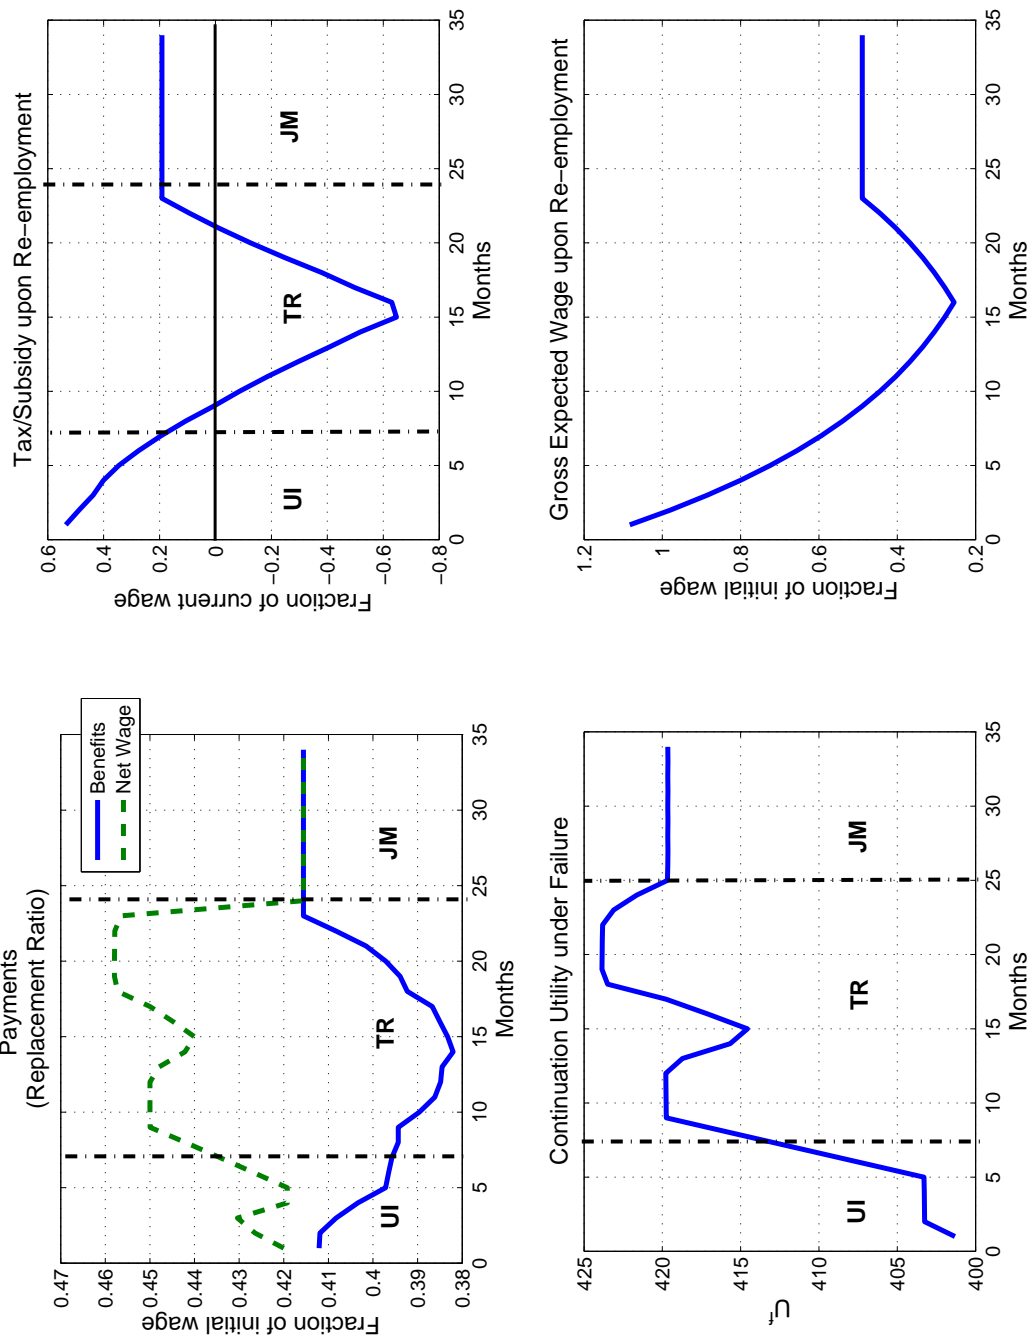 Payments
(Replacement Ratio)
Fraction of initial wage
0.47
0.46
0.45
0.44
0.43
0.42
0.41
0.4
0.39
0.38
Benefits
Net Wage
UI
TR
JM
0 5 10 15 20 25 30 35
Months
Tax/Subsidy upon Re−employment
Fraction of current wage
0.6
0.4
0.2
0
−0.2
−0.4
−0.6
−0.8
UI
TR
JM
0 5 10 15 20 25 30 35
Months
Continuation Utility under Failure
U^f
425
420
415
410
405
400
UI
TR
JM
0 5 10 15 20 25 30 35
Months
Gross Expected Wage upon Re−employment
Fraction of initial wage
1.2
1
0.8
0.6
0.4
0.2
0 5 10 15 20 25 30 35
Months